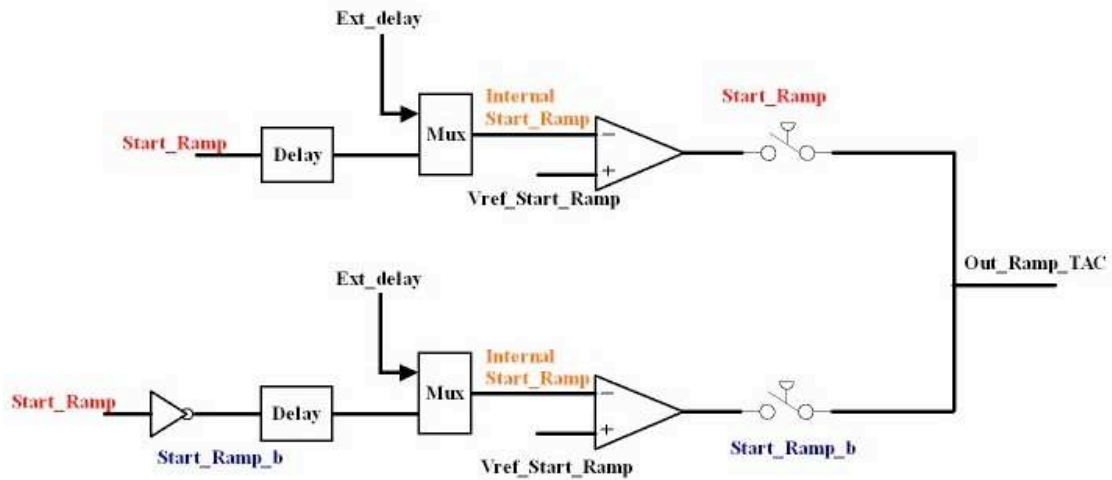 Ext_delay
Internal
Start_Ramp
Start_Ramp
Mux
Start_Ramp
Delay
Vref_Start_Ramp
Out_Ramp_TAC
Ext_delay
Internal
Start_Ramp
Mux
Start_Ramp
Delay
Start_Ramp_b
Start_Ramp_b
Vref_Start_Ramp